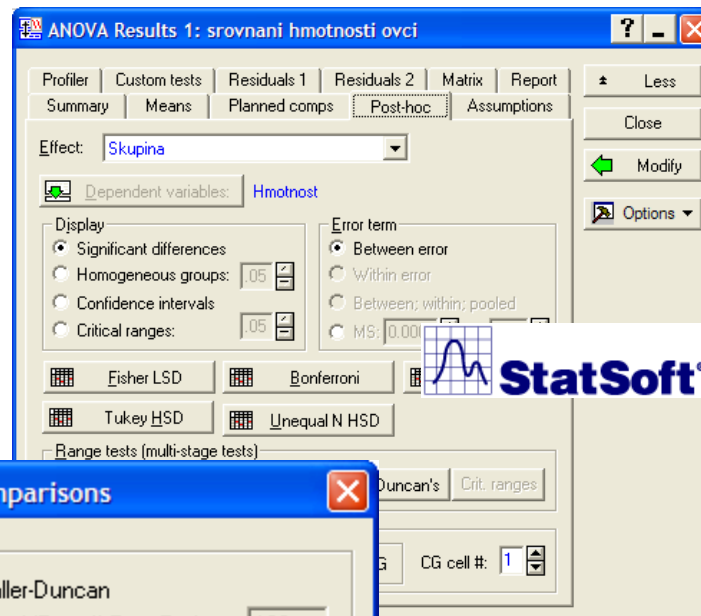 ANOVA Results 1: srovnani hmotnosti ovci
Profiler Custom tests Residuals 1 Residuals 2 Matrix Report
Summary Means Planned comps Post-hoc Assumptions
Less
Close
Modify
Options
Effect: Skupina
Dependent variables: Hmotnost
Display
Significant differences
Homogeneous groups: .05
Confidence intervals
Critical ranges: .05
Error term
Between error
Within error
Between; within; pooled
MS: 0.00
StatSoft
Fisher LSD Bonferroni
Tukey HSD Unequal N HSD
Range tests (multi-stage tests)
Duncan's Crit. ranges
CG cell #: 1
mparisons
ller-Duncan